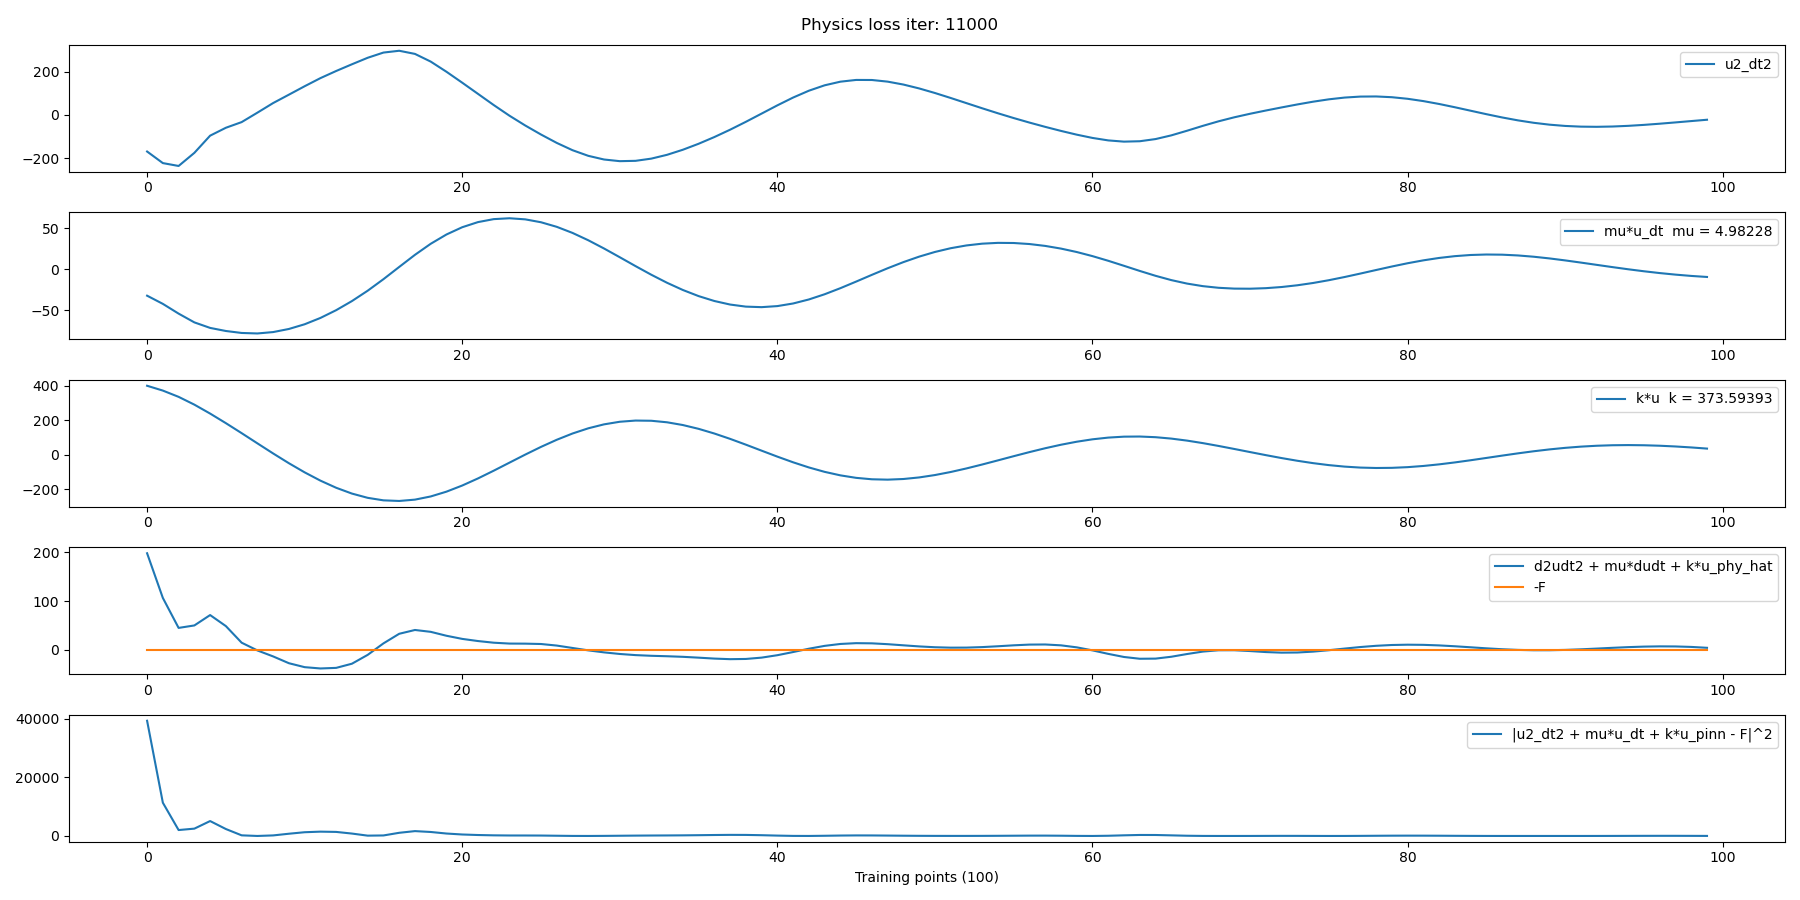 Physics loss iter: 11000
200
0
−200
u2_dt2
0 20 40 60 80 100
50
0
−50
mu*u_dt  mu = 4.98228
0 20 40 60 80 100
400
200
0
−200
k*u  k = 373.59393
0 20 40 60 80 100
200
100
0
d2udt2 + mu*dudt + k*u_phy_hat
-F
0 20 40 60 80 100
40000
20000
0
|u2_dt2 + mu*u_dt + k*u_pinn - F|^2
0 20 40 60 80 100
Training points (100)